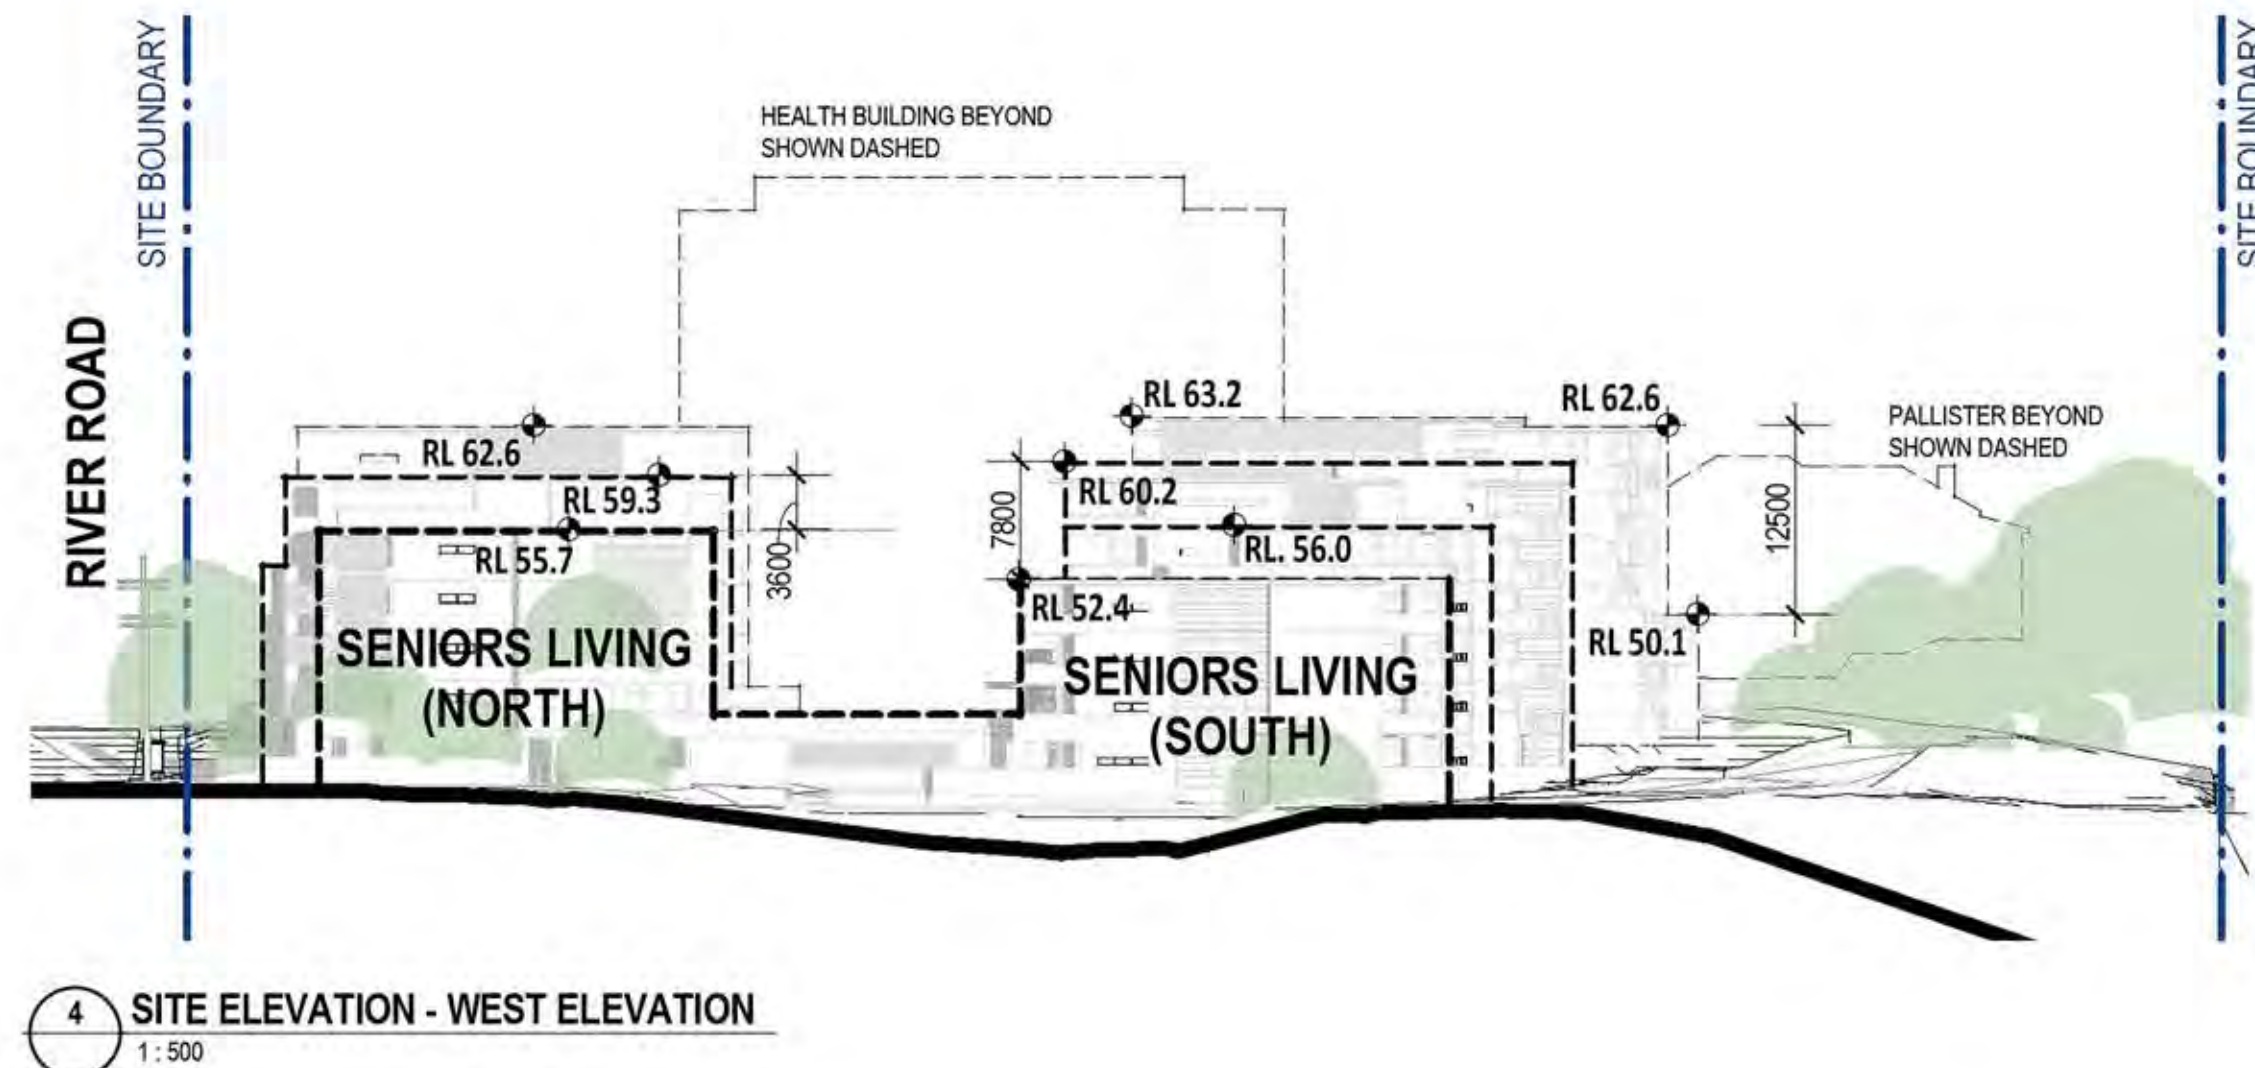 SITE BOUNDARY
SITE BOUNDARY
HEALTH BUILDING BEYOND
SHOWN DASHED
RIVER ROAD
RL 63.2
RL 62.6
PALLISTER BEYOND
SHOWN DASHED
RL 62.6
RL 59.3
RL 60.2
7800
12500
RL 55.7
3600
RL. 56.0
RL 52.4
RL 50.1
SENIORS LIVING
(NORTH)
SENIORS LIVING
(SOUTH)
4
SITE ELEVATION - WEST ELEVATION
1 : 500